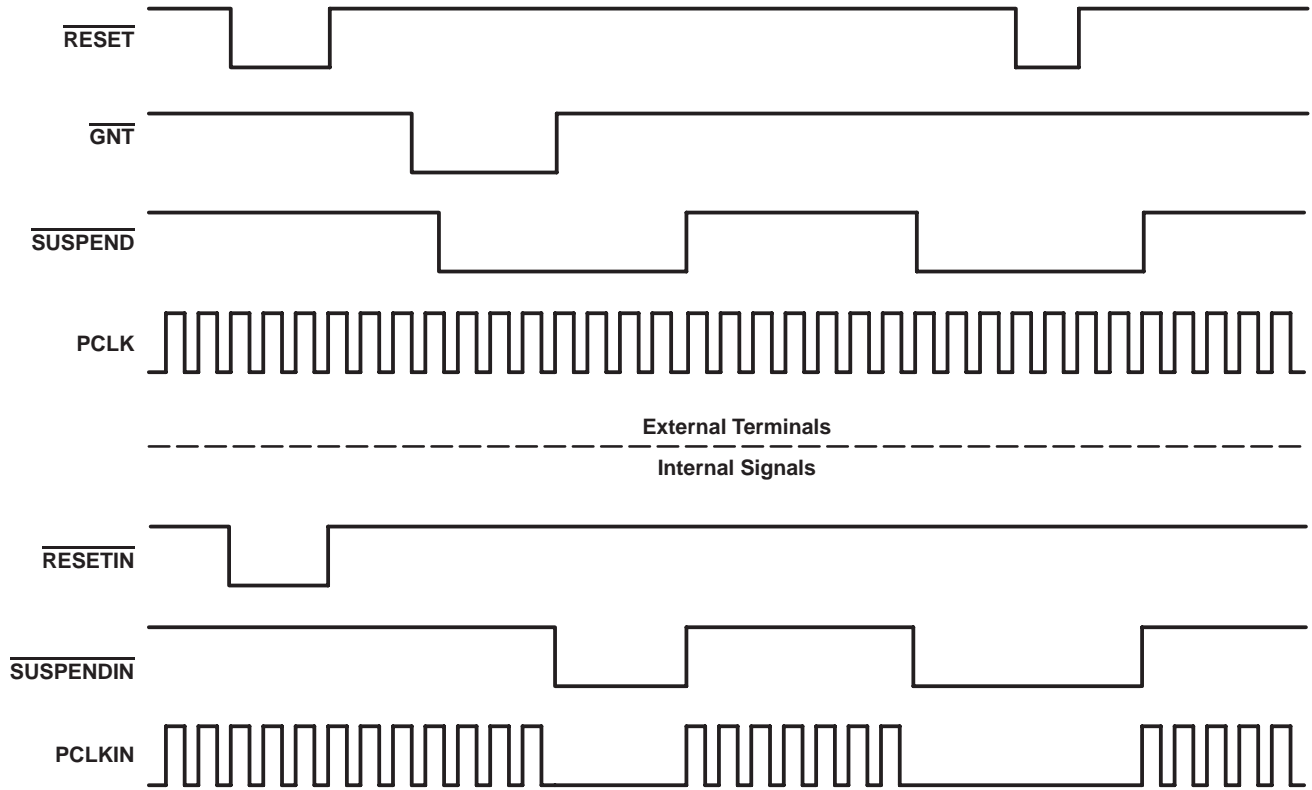 RESET
GNT
SUSPEND
PCLK
External Terminals
Internal Signals
RESETIN
SUSPENDIN
PCLKIN